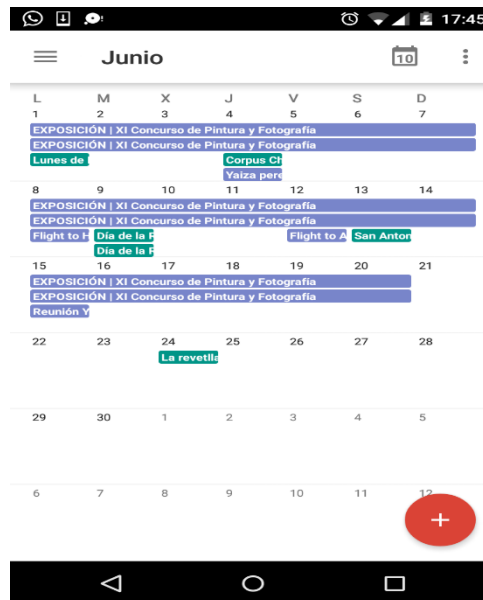 17:45
Junio
10
L M X J V S D
1 2 3 4 5 6 7
EXPOSICIÓN | XI Concurso de Pintura y Fotografía
EXPOSICIÓN | XI Concurso de Pintura y Fotografía
Lunes de Corpus Ch
Yaiza pere
8 9 10 11 12 13 14
EXPOSICIÓN | XI Concurso de Pintura y Fotografía
EXPOSICIÓN | XI Concurso de Pintura y Fotografía
Flight to H Día de la R Flight to A San Anton
Día de la R
15 16 17 18 19 20 21
EXPOSICIÓN | XI Concurso de Pintura y Fotografía
EXPOSICIÓN | XI Concurso de Pintura y Fotografía
Reunión Y
22 23 24 25 26 27 28
La revetlla
29 30 1 2 3 4 5
6 7 8 9 10 11 12
+